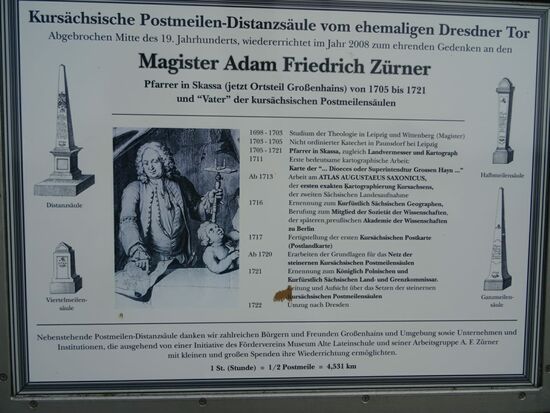 Kursächsische Postmeilen-Distanzsäule vom ehemaligen Dresdner Tor
Abgebrochen Mitte des 19. Jahrhunderts, wiedererrichtet im Jahr 2008 zum ehrenden Gedenken an den
Magister Adam Friedrich Zürner
Pfarrer in Skassa (jetzt Ortsteil Großenhains) von 1705 bis 1721
und “Vater” der kursächsischen Postmeilensäulen
Distanzsäule
Viertelmeilen-
säule
1698 - 1703 Studium der Theologie in Leipzig und Wittenberg (Magister)
1703 - 1705 Nicht ordinierter Katechet in Paunsdorf bei Leipzig
1705 - 1721 Pfarrer in Skassa, zugleich Landvermesser und Kartograph
1711 Erste bedeutsame kartographische Arbeit:
Karte der “... Dioeces oder Superintendur Grossen Hayn ...”
Ab 1713 Arbeit am ATLAS AUGUSTAEUS SAXONICUS,
der ersten exakten Kartographierung Kursachsens,
der zweiten Sächsischen Landesaufnahme
1716 Ernennung zum Kurfüstlich Sächsischen Geographen,
Berufung zum Mitglied der Sozietät der Wissenschaften,
der späteren preußischen Akademie der Wissenschaften
zu Berlin
1717 Fertigstellung der ersten Kursächsischen Postkarte
(Postlandkarte)
Ab 1720 Erarbeiten der Grundlagen für das Netz der
steinernen Kursächsischen Postmeilensäulen
1721 Ernennung zum Königlich Polnischen und
Kurfürstlich Sächsischen Land- und Grenzkommissar.
Leitung und Aufsicht über das Setzen der steinernen
Kursächsischen Postmeilensäulen
1722 Umzug nach Dresden
Halbmeilensäule
Ganzmeilen-
säule
Nebenstehende Postmeilen-Distanzsäule danken wir zahlreichen Bürgern und Freunden Großenhains und Umgebung sowie Unternehmen und
Institutionen, die ausgehend von einer Initiative des Fördervereins Museum Alte Lateinschule und seiner Arbeitsgruppe A. F. Zürner
mit kleinen und großen Spenden ihre Wiederrichtung ermöglichten.
1 St. (Stunde) = 1/2 Postmeile = 4,531 km